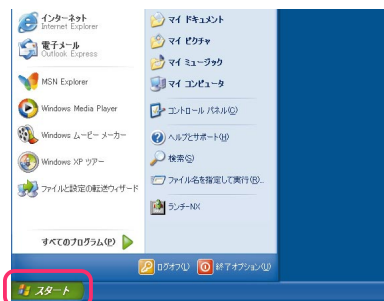 インターネット
Internet Explorer
電子メール
Outlook Express
MSN Explorer
Windows Media Player
Windows ムービー メーカー
Windows XP ツアー
ファイルと設定の転送ウィザード
すべてのプログラム(P)
マイ ドキュメント
マイ ピクチャ
マイ ミュージック
マイ コンピュータ
コントロール パネル(C)
ヘルプとサポート(H)
検索(S)
ファイル名を指定して実行(R)...
ランチ-NX
ログオフ(L)
終了オプション(U)
スタート